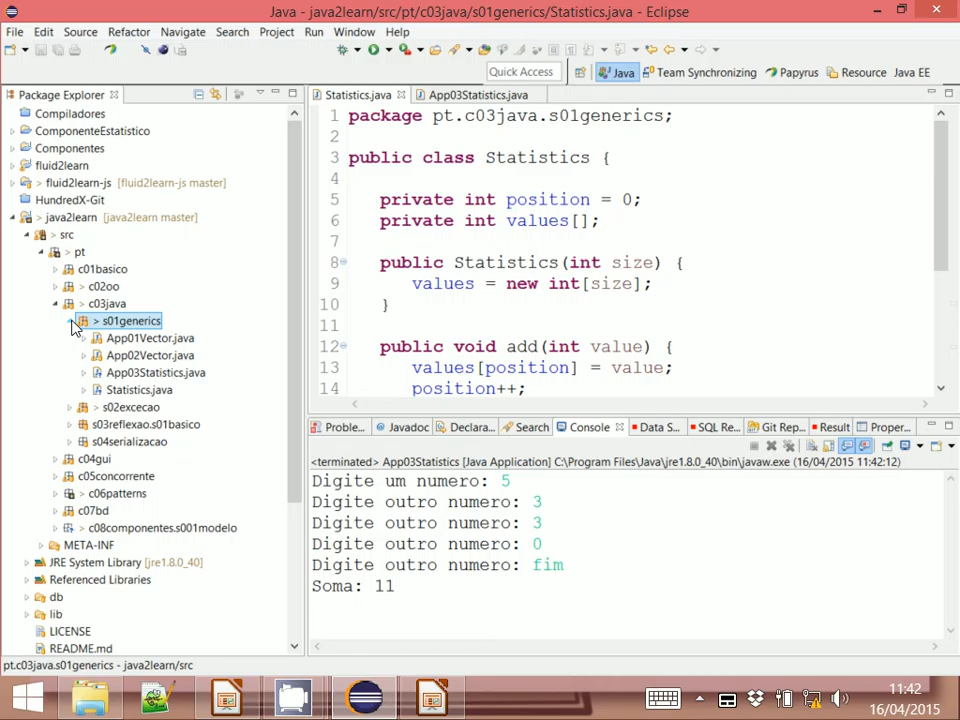 Java - java2learn/src/pt/c03java/s01generics/Statistics.java - Eclipse
File Edit Source Refactor Navigate Search Project Run Window Help
Quick Access
Java
Team Synchronizing
Papyrus
Resource
Java EE
Package Explorer
Compiladores
ComponenteEstatistico
Componentes
fluid2learn
> fluid2learn-js [fluid2learn-js master]
HundredX-Git
> java2learn [java2learn master]
> src
> pt
c01basico
> c02oo
> c03java
> s01generics
App01Vector.java
App02Vector.java
App03Statistics.java
Statistics.java
> s02excecao
s03reflexao.s01basico
s04serializacao
c04gui
c05concorrente
> c06patterns
c07bd
> c08componentes.s001modelo
META-INF
JRE System Library [jre1.8.0_40]
Referenced Libraries
db
lib
LICENSE
README.md
Statistics.java
App03Statistics.java
1 package pt.c03java.s01generics;
2
3 public class Statistics {
4
5 private int position = 0;
6 private int values[];
7
8 public Statistics(int size) {
9 values = new int[size];
10 }
11
12 public void add(int value) {
13 values[position] = value;
14 position++;
Proble...
Javadoc
Declara...
Search
Console
Data S...
SQL Re...
Git Rep...
Result
Proper...
<terminated> App03Statistics [Java Application] C:\Program Files\Java\jre1.8.0_40\bin\javaw.exe (16/04/2015 11:42:12)
Digite um numero: 5
Digite outro numero: 3
Digite outro numero: 3
Digite outro numero: 0
Digite outro numero: fim
Soma: 11
pt.c03java.s01generics - java2learn/src
11:42
16/04/2015